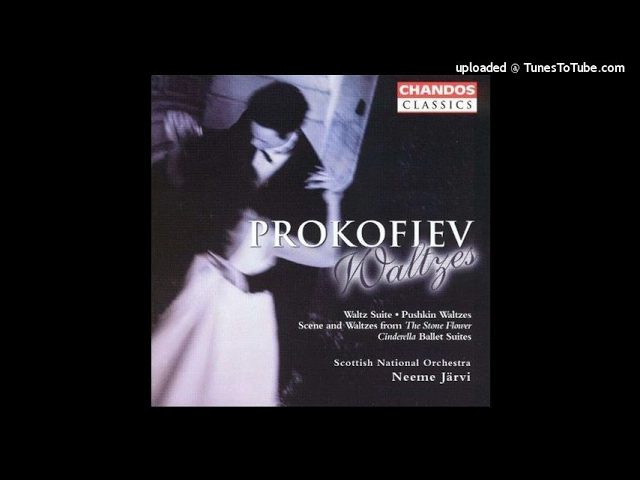 uploaded @ TunesToTube.com
CHANDOS
CLASSICS
PROKOFIEV
Waltzes
Waltz Suite • Pushkin Waltzes
Scene and Waltzes from The Stone Flower
Cinderella Ballet Suites
Scottish National Orchestra
Neeme Järvi